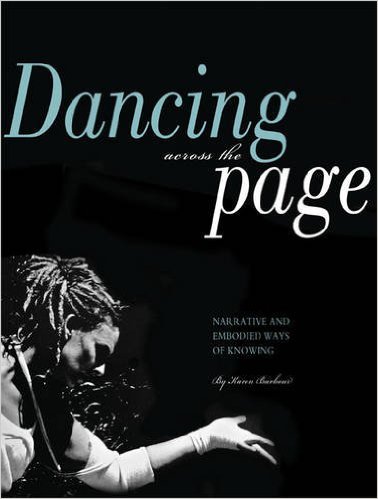 Dancing
across the
page
NARRATIVE AND
EMBODIED WAYS
OF KNOWING
By Karen Barbour